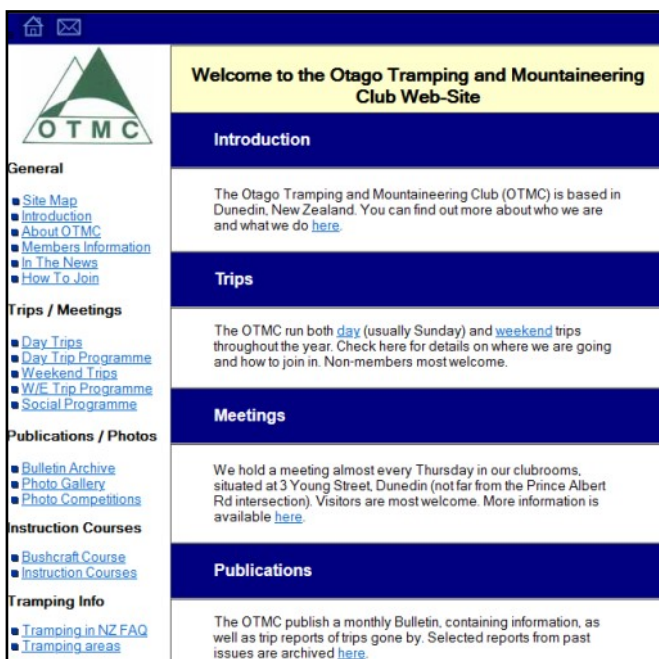 OTMC
General
Site Map
Introduction
About OTMC
Members Information
In The News
How To Join
Trips / Meetings
Day Trips
Day Trip Programme
Weekend Trips
W/E Trip Programme
Social Programme
Publications / Photos
Bulletin Archive
Photo Gallery
Photo Competitions
Instruction Courses
Bushcraft Course
Instruction Courses
Tramping Info
Tramping in NZ FAQ
Tramping areas
Welcome to the Otago Tramping and Mountaineering
Club Web-Site
Introduction
The Otago Tramping and Mountaineering Club (OTMC) is based in
Dunedin, New Zealand. You can find out more about who we are
and what we do here.
Trips
The OTMC run both day (usually Sunday) and weekend trips
throughout the year. Check here for details on where we are going
and how to join in. Non-members most welcome.
Meetings
We hold a meeting almost every Thursday in our clubrooms,
situated at 3 Young Street, Dunedin (not far from the Prince Albert
Rd intersection). Visitors are most welcome. More information is
available here.
Publications
The OTMC publish a monthly Bulletin, containing information, as
well as trip reports of trips gone by. Selected reports from past
issues are archived here.